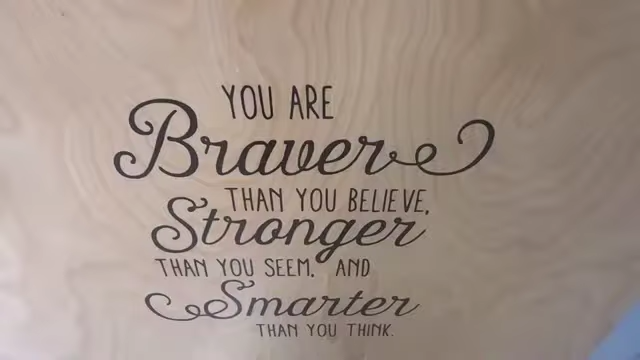 YOU ARE
Braver
THAN YOU BELIEVE,
Stronger
THAN YOU SEEM, AND
Smarter
THAN YOU THINK.